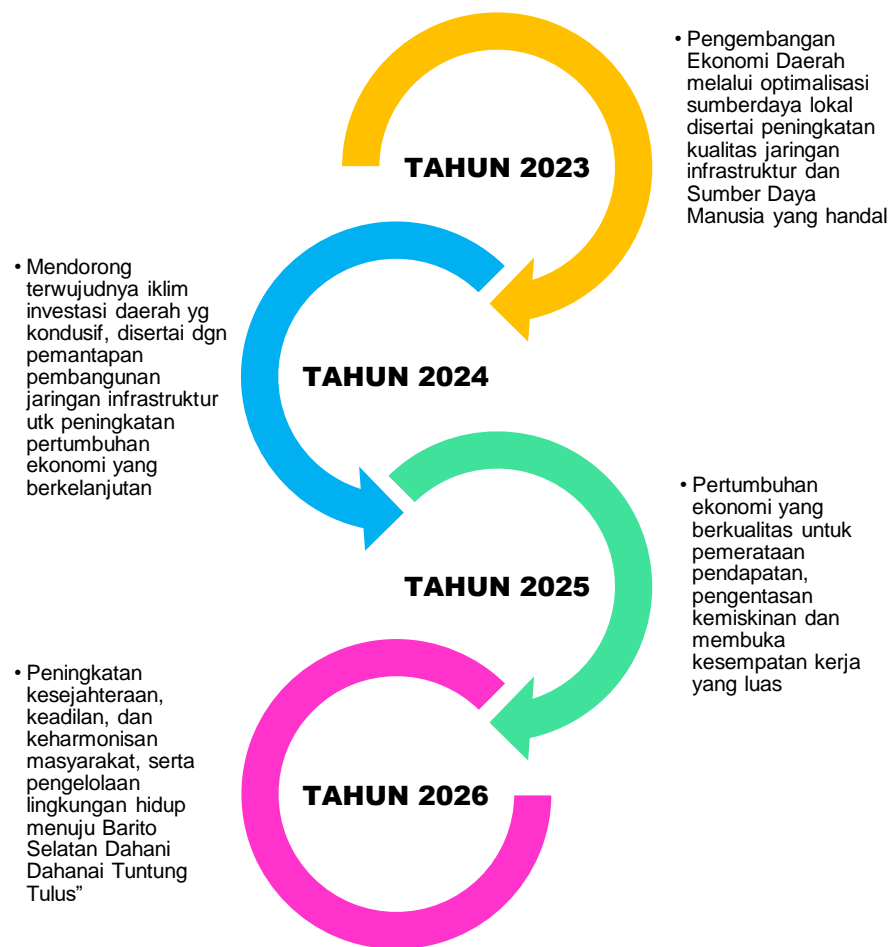 TAHUN 2023
• Pengembangan
Ekonomi Daerah
melalui optimalisasi
sumberdaya lokal
disertai peningkatan
kualitas jaringan
infrastruktur dan
Sumber Daya
Manusia yang handal
TAHUN 2024
• Mendorong
terwujudnya iklim
investasi daerah yg
kondusif, disertai dgn
pemantapan
pembangunan
jaringan infrastruktur
utk peningkatan
pertumbuhan
ekonomi yang
berkelanjutan
TAHUN 2025
• Pertumbuhan
ekonomi yang
berkualitas untuk
pemerataan
pendapatan,
pengentasan
kemiskinan dan
membuka
kesempatan kerja
yang luas
TAHUN 2026
• Peningkatan
kesejahteraan,
keadilan, dan
keharmonisan
masyarakat, serta
pengelolaan
lingkungan hidup
menuju Barito
Selatan Dahani
Dahanai Tuntung
Tulus”